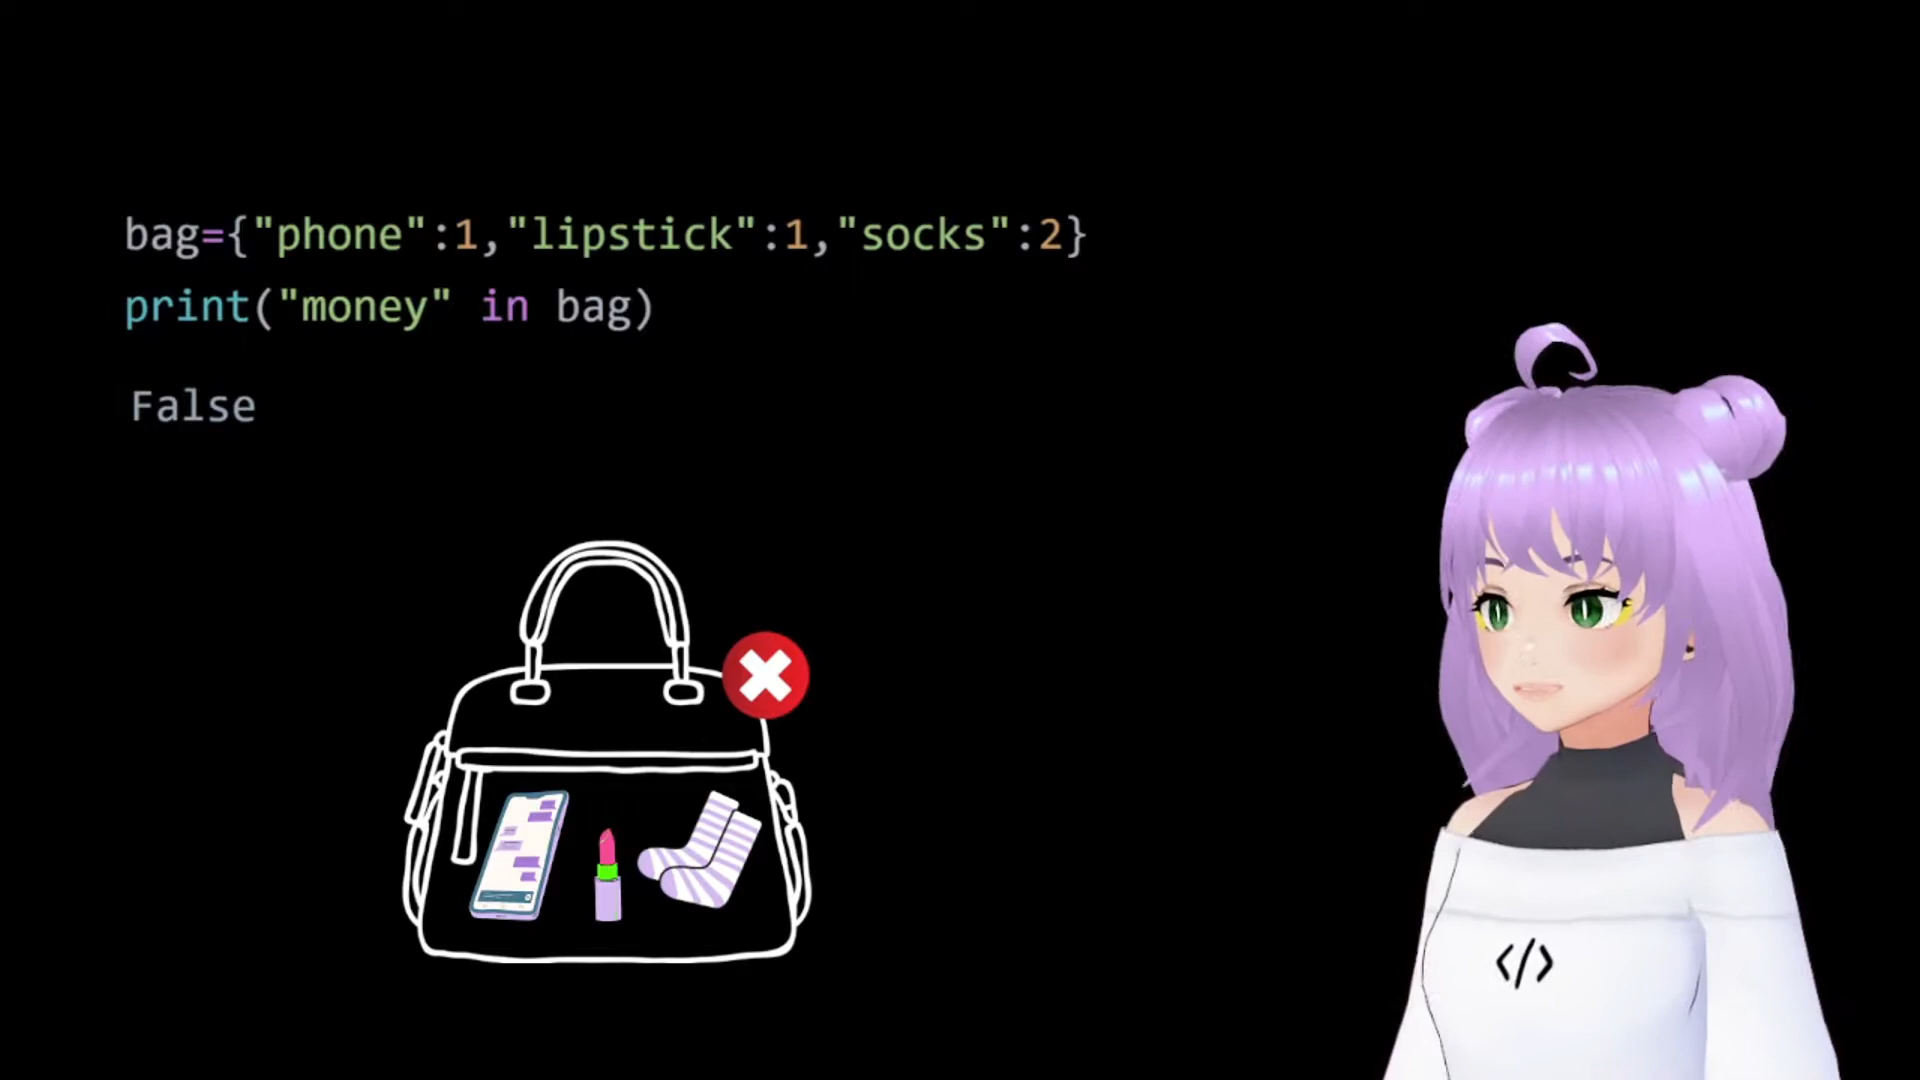 bag={"phone":1,"lipstick":1,"socks":2}
print("money" in bag)
False
</>